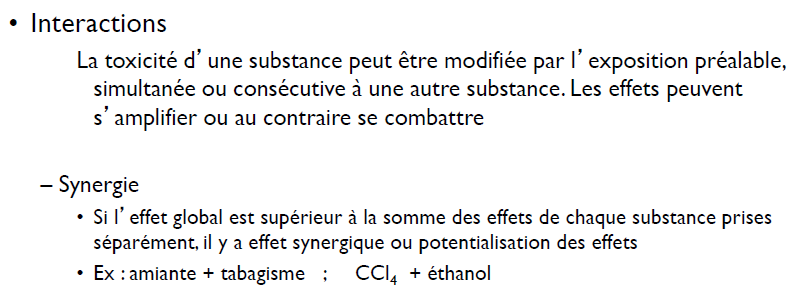 • Interactions
La toxicité d’ une substance peut être modifiée par l’ exposition préalable,
simultanée ou consécutive à une autre substance. Les effets peuvent
s’ amplifier ou au contraire se combattre
– Synergie
• Si l’ effet global est supérieur à la somme des effets de chaque substance prises
séparément, il y a effet synergique ou potentialisation des effets
• Ex : amiante + tabagisme ; CCl₄ + éthanol